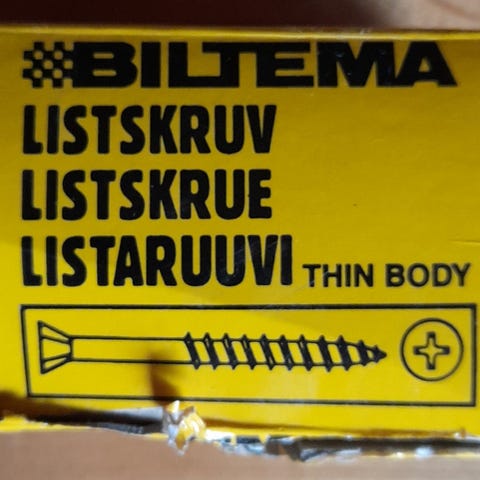 BILTEMA
LISTSKRUV
LISTSKRUE
LISTARUUVI THIN BODY